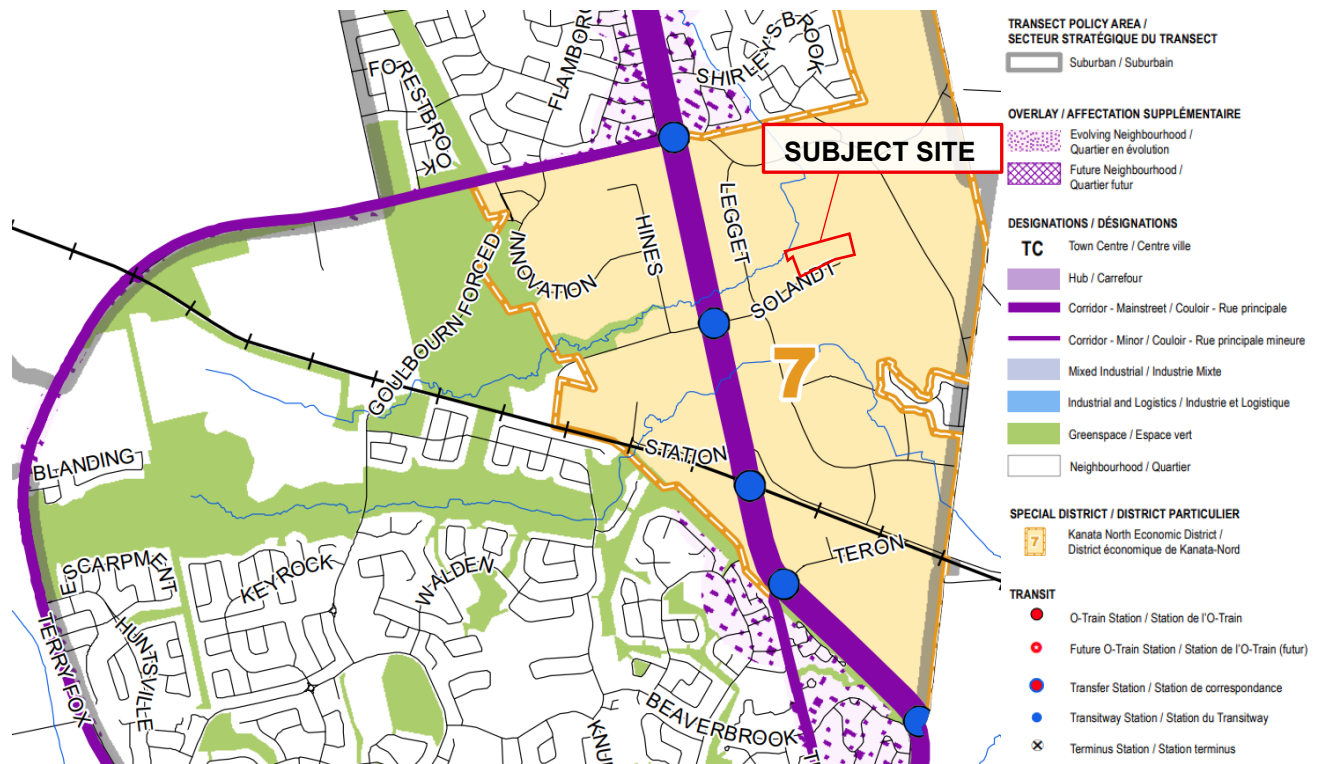 FORESTBROOK
FLAMBORO
SHIRLEY'S BROOK
SUBJECT SITE
LEGGET
HINES
INNOVATION
GOULBOURN FORCED
SOLANDT
7
STATION
BLANDING
TERON
ESCARPMENT
KEYROCK
WALDEN
HUNTSVILLE
TERRY FOX
BEAVERBROOK
TRANSECT POLICY AREA /
SECTEUR STRATÉGIQUE DU TRANSECT
Suburban / Suburbain
OVERLAY / AFFECTATION SUPPLÉMENTAIRE
Evolving Neighbourhood /
Quartier en évolution
Future Neighbourhood /
Quartier futur
DESIGNATIONS / DÉSIGNATIONS
TC Town Centre / Centre ville
Hub / Carrefour
Corridor - Mainstreet / Couloir - Rue principale
Corridor - Minor / Couloir - Rue principale mineure
Mixed Industrial / Industrie Mixte
Industrial and Logistics / Industrie et Logistique
Greenspace / Espace vert
Neighbourhood / Quartier
SPECIAL DISTRICT / DISTRICT PARTICULIER
7 Kanata North Economic District /
District économique de Kanata-Nord
TRANSIT
O-Train Station / Station de l'O-Train
Future O-Train Station / Station de l'O-Train (futur)
Transfer Station / Station de correspondance
Transitway Station / Station du Transitway
Terminus Station / Station terminus